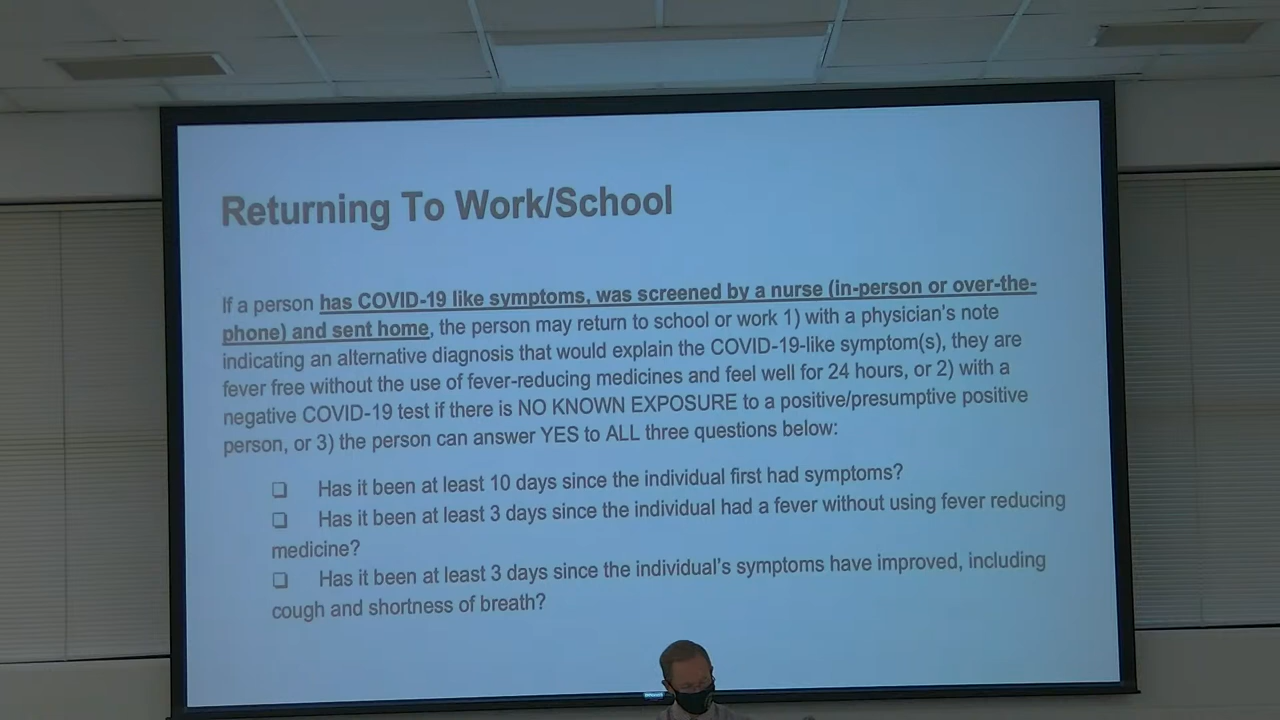 Returning To Work/School
If a person has COVID-19 like symptoms, was screened by a nurse (in-person or over-the-
phone) and sent home, the person may return to school or work 1) with a physician's note
indicating an alternative diagnosis that would explain the COVID-19-like symptom(s), they are
fever free without the use of fever-reducing medicines and feel well for 24 hours, or 2) with a
negative COVID-19 test if there is NO KNOWN EXPOSURE to a positive/presumptive positive
person, or 3) the person can answer YES to ALL three questions below:
❑ Has it been at least 10 days since the individual first had symptoms?
❑ Has it been at least 3 days since the individual had a fever without using fever reducing
medicine?
❑ Has it been at least 3 days since the individual's symptoms have improved, including
cough and shortness of breath?